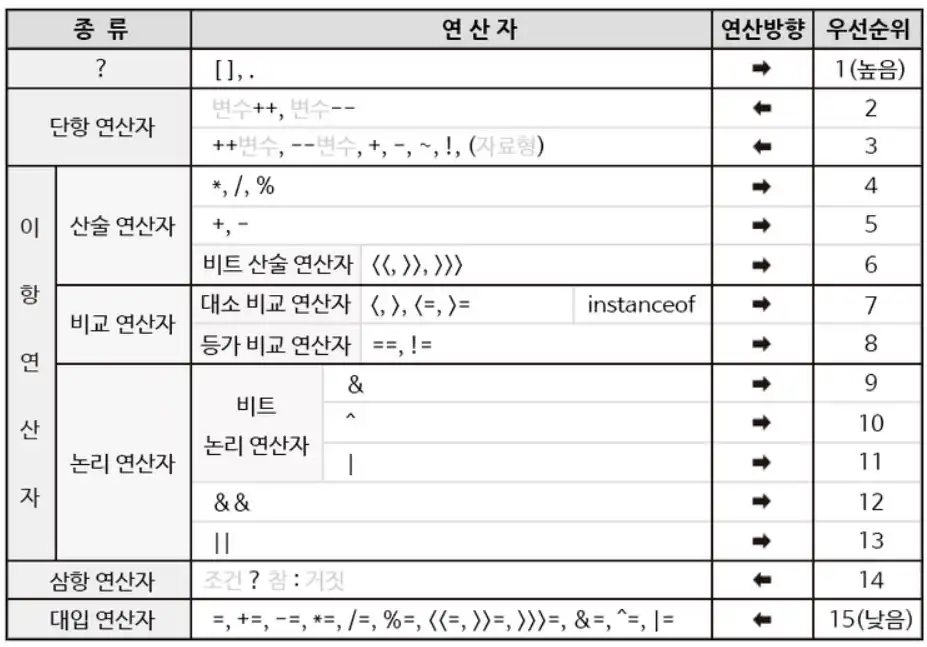 종 류 연 산 자 연산방향 우선순위
? [ ], . ➡ 1(높음)
단항 연산자 변수++, 변수-- ⬅ 2
++변수, --변수, +, -, ~, !, (자료형) ⬅ 3
이항연산자 산술 연산자 *, /, % ➡ 4
+, - ➡ 5
비트 산술 연산자 <<, >>, >>> ➡ 6
비교 연산자 대소 비교 연산자 <, >, <=, >= instanceof ➡ 7
등가 비교 연산자 ==, != ➡ 8
논리 연산자 비트 논리 연산자 & ➡ 9
^ ➡ 10
| ➡ 11
&& ➡ 12
|| ➡ 13
삼항 연산자 조건 ? 참 : 거짓 ⬅ 14
대입 연산자 =, +=, -=, *=, /=, %=, <<=, >>=, >>>=, &=, ^=, |= ⬅ 15(낮음)